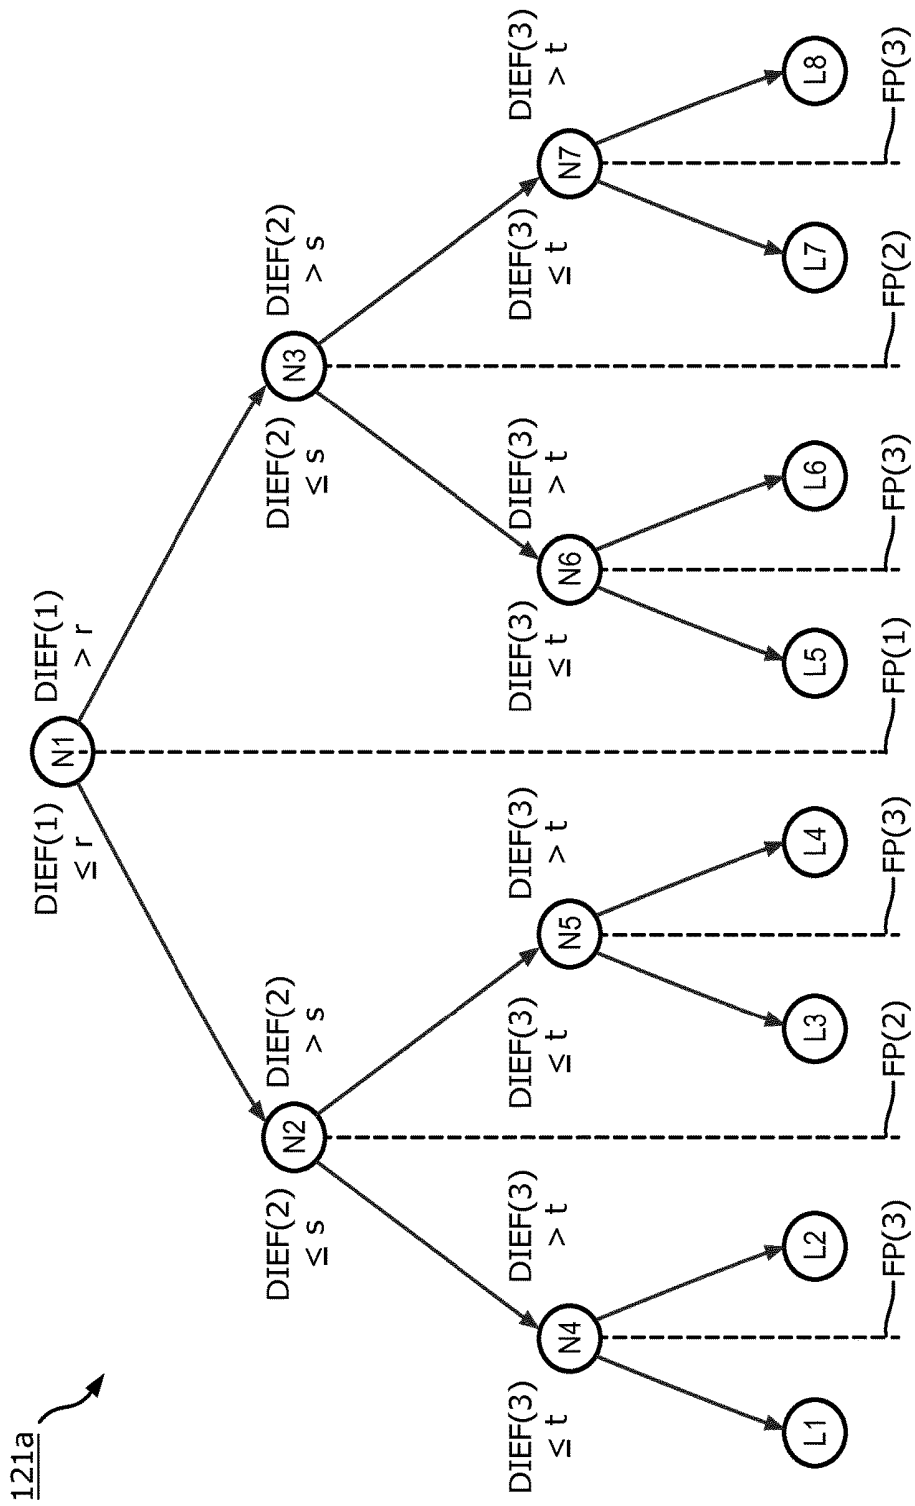 121a
DIEF(1)
≤ r
N1
DIEF(1)
> r
DIEF(2)
≤ s
N2
DIEF(2)
> s
DIEF(2)
≤ s
N3
DIEF(2)
> s
DIEF(3)
≤ t
N4
DIEF(3)
> t
DIEF(3)
≤ t
N5
DIEF(3)
> t
DIEF(3)
≤ t
N6
DIEF(3)
> t
DIEF(3)
≤ t
N7
DIEF(3)
> t
L1
L2
L3
L4
L5
L6
L7
L8
FP(3)
FP(2)
FP(3)
FP(1)
FP(3)
FP(2)
FP(3)